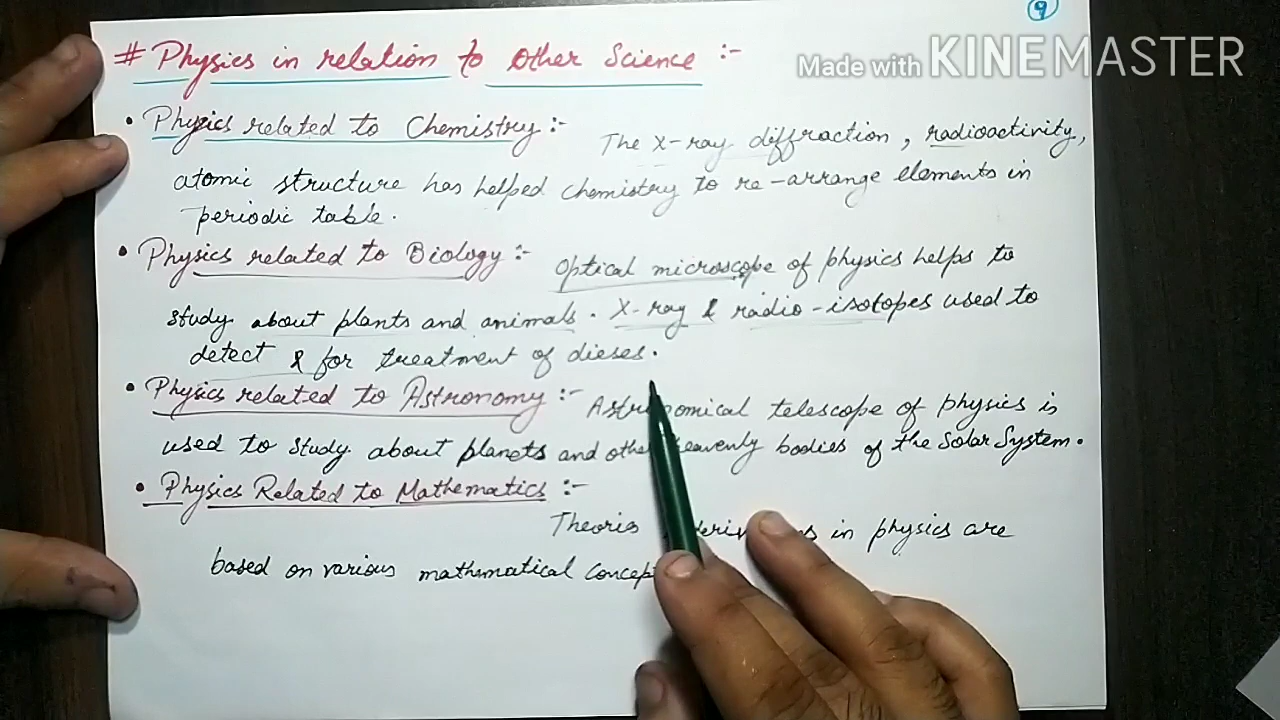 9
Made with KINEMASTER
# Physics in relation to Other Science :-
• Physics related to Chemistry :- The X-ray diffraction, radioactivity,
atomic structure has helped chemistry to re-arrange elements in
periodic table.
• Physics related to Biology :- Optical microscope of physics helps to
study about plants and animals. X-ray & radio-isotopes used to
detect & for treatment of dieses.
• Physics related to Astronomy :- Astronomical telescope of physics is
used to study about planets and other heavenly bodies of the Solar System.
• Physics Related to Mathematics :-
Theories in physics are
based on various mathematical